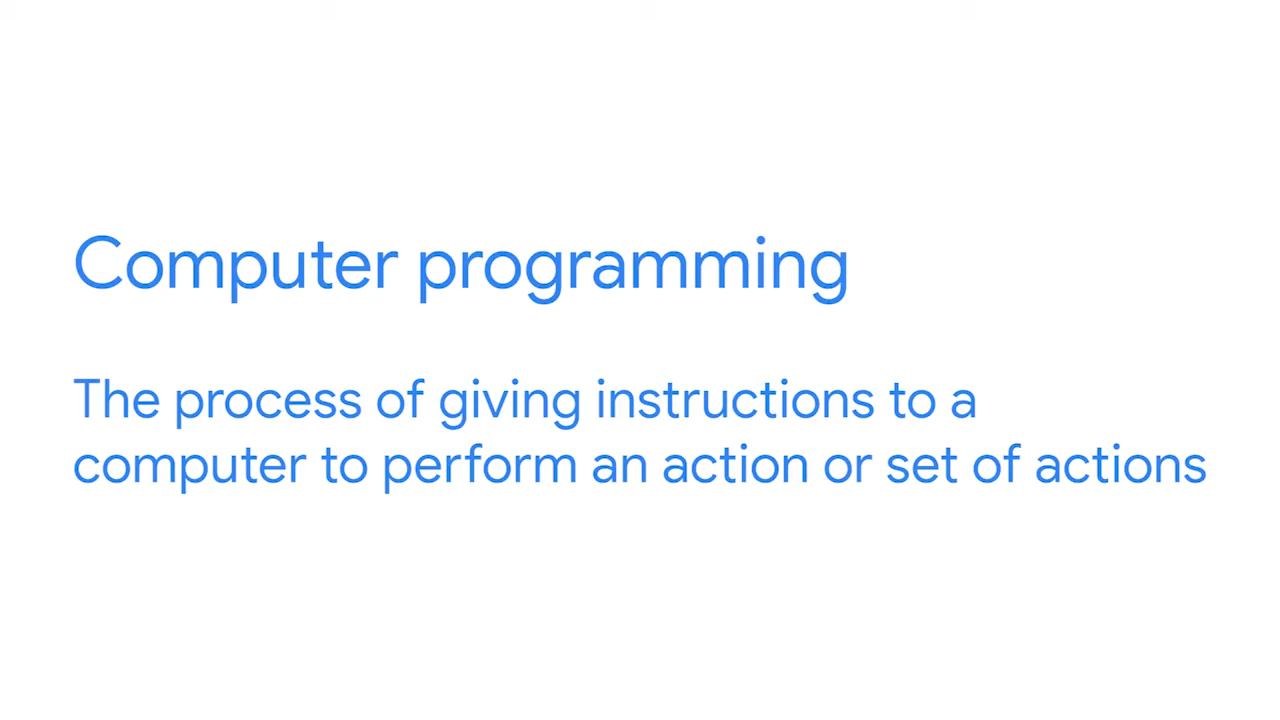 Computer programming
The process of giving instructions to a
computer to perform an action or set of actions